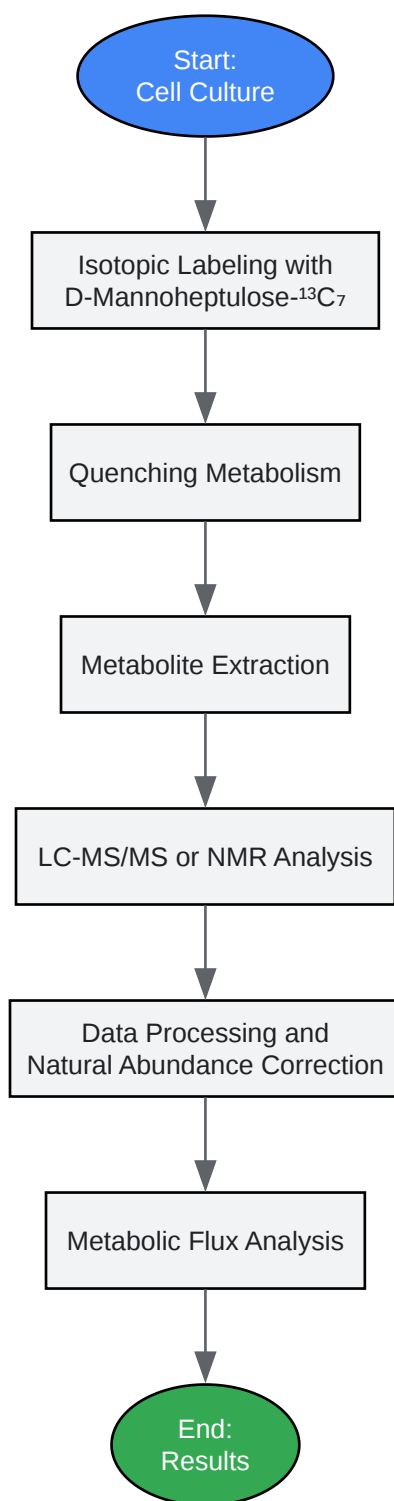 Start:
Cell Culture
Isotopic Labeling with
D-Mannoheptulose-¹³C₇
Quenching Metabolism
Metabolite Extraction
LC-MS/MS or NMR Analysis
Data Processing and
Natural Abundance Correction
Metabolic Flux Analysis
End:
Results